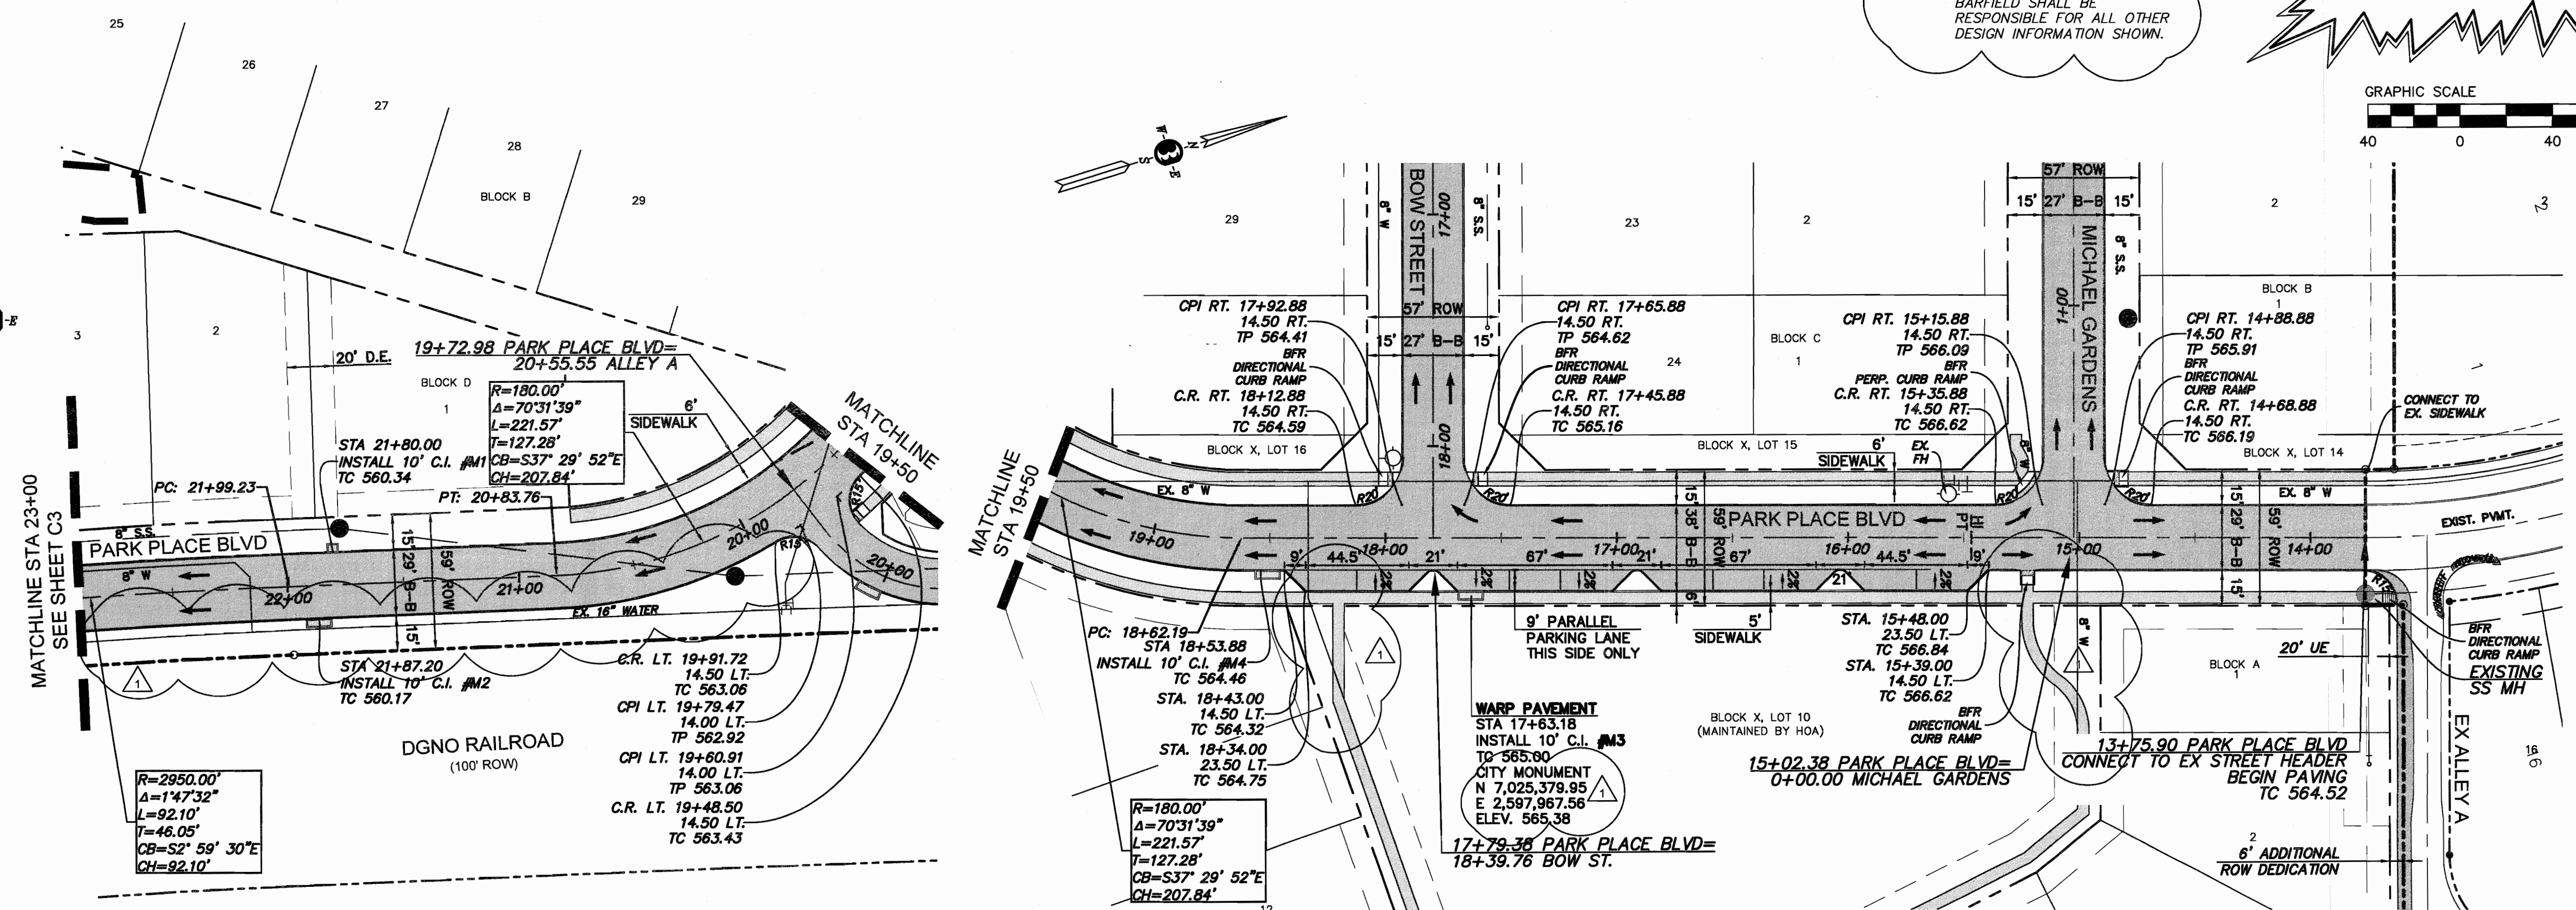 BARFIELD SHALL BE
RESPONSIBLE FOR ALL OTHER
DESIGN INFORMATION SHOWN.
GRAPHIC SCALE
40 0 40
N
W-E
S
25
26
27
28
29
BLOCK B
3
2
20' D.E.
BLOCK D
1
19+72.98 PARK PLACE BLVD=
20+55.55 ALLEY A
R=180.00'
Δ=70°31'39"
L=221.57'
T=127.28'
CB=S37° 29' 52"E
CH=207.84'
6'
SIDEWALK
STA 21+80.00
INSTALL 10' C.I. #M1
TC 560.34
PC: 21+99.23
PT: 20+83.76
MATCHLINE
STA 19+50
MATCHLINE STA 23+00
SEE SHEET C3
8" S.S.
PARK PLACE BLVD
8" W
22+00
21+00
20+00
20+00
15'
29' B-B
15'
59' ROW
R15'
R15'
EX. 16" WATER
1
STA 21+87.20
INSTALL 10' C.I. #M2
TC 560.17
C.R. LT. 19+91.72
14.50 LT.
TC 563.06
CPI LT. 19+79.47
14.00 LT.
TP 562.92
CPI LT. 19+60.91
14.00 LT.
TP 563.06
C.R. LT. 19+48.50
14.50 LT.
TC 563.43
DGNO RAILROAD
(100' ROW)
R=2950.00'
Δ=1°47'32"
L=92.10'
T=46.05'
CB=S2° 59' 30"E
CH=92.10'
MATCHLINE
STA 19+50
29
8" W
BOW STREET
17+00
8" S.S.
23
2
57' ROW
15' 27' B-B 15'
CPI RT. 17+92.88
14.50 RT.
TP 564.41
BFR
DIRECTIONAL
CURB RAMP
C.R. RT. 18+12.88
14.50 RT.
TC 564.59
CPI RT. 17+65.88
14.50 RT.
TP 564.62
BFR
DIRECTIONAL
CURB RAMP
C.R. RT. 17+45.88
14.50 RT.
TC 565.16
24
BLOCK C
1
CPI RT. 15+15.88
14.50 RT.
TP 566.09
BFR
PERP. CURB RAMP
C.R. RT. 15+35.88
14.50 RT.
TC 566.62
57' ROW
15' 27' B-B 15'
MICHAEL GARDENS
1+00
8" S.S.
2
BLOCK B
1
CPI RT. 14+88.88
14.50 RT.
TP 565.91
BFR
DIRECTIONAL
CURB RAMP
C.R. RT. 14+68.88
14.50 RT.
TC 566.19
CONNECT TO
EX. SIDEWALK
BLOCK X, LOT 16
18+00
BLOCK X, LOT 15
6'
SIDEWALK
EX.
FH
8" W
BLOCK X, LOT 14
EX. 8" W
R20'
R20'
R20'
R20'
EX. 8" W
19+00
18+00
17+00
16+00
15+00
14+00
PARK PLACE BLVD
HI
PT
15'
38' B-B
6'
59' ROW
15'
29' B-B
15'
59' ROW
EXIST. PVMT.
9' 44.5' 21' 67' 21' 67' 21' 44.5' 9'
2%
2%
2%
2%
2%
R15'
PC: 18+62.19
STA 18+53.88
INSTALL 10' C.I. #M4
TC 564.46
STA. 18+43.00
14.50 LT.
TC 564.32
STA. 18+34.00
23.50 LT.
TC 564.75
1
9' PARALLEL
PARKING LANE
THIS SIDE ONLY
5'
SIDEWALK
STA. 15+48.00
23.50 LT.
TC 566.84
STA. 15+39.00
14.50 LT.
TC 566.62
BFR
DIRECTIONAL
CURB RAMP
8" W
1
BLOCK A
1
20' UE
BFR
DIRECTIONAL
CURB RAMP
EXISTING
SS MH
WARP PAVEMENT
STA 17+63.18
INSTALL 10' C.I. #M3
TC 565.00
CITY MONUMENT
N 7,025,379.95
E 2,597,967.56
ELEV. 565.38
1
17+79.38 PARK PLACE BLVD=
18+39.76 BOW ST.
BLOCK X, LOT 10
(MAINTAINED BY HOA)
15+02.38 PARK PLACE BLVD=
0+00.00 MICHAEL GARDENS
13+75.90 PARK PLACE BLVD
CONNECT TO EX STREET HEADER
BEGIN PAVING
TC 564.52
EX ALLEY A
16
2
6' ADDITIONAL
ROW DEDICATION
R=180.00'
Δ=70°31'39"
L=221.57'
T=127.28'
CB=S37° 29' 52"E
CH=207.84'
12